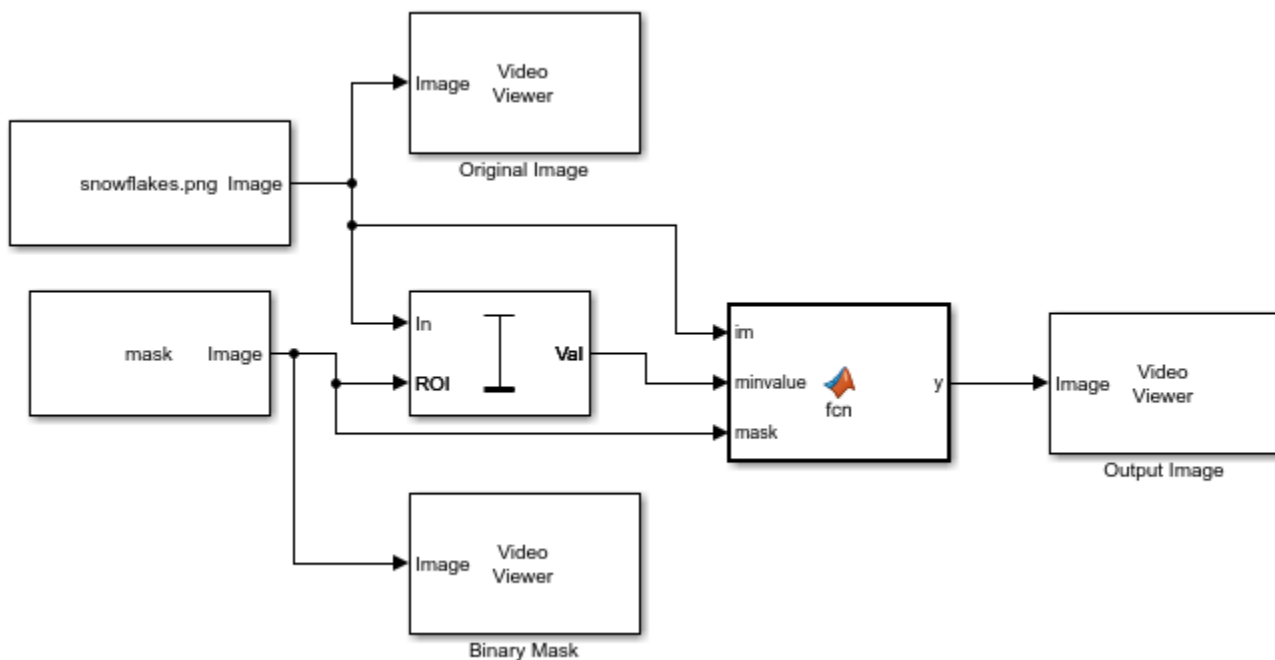 Image
Video
Viewer
Original Image
snowflakes.png Image
mask Image
In
ROI
Val
im
minvalue
mask
fcn
y
Image
Video
Viewer
Output Image
Image
Video
Viewer
Binary Mask